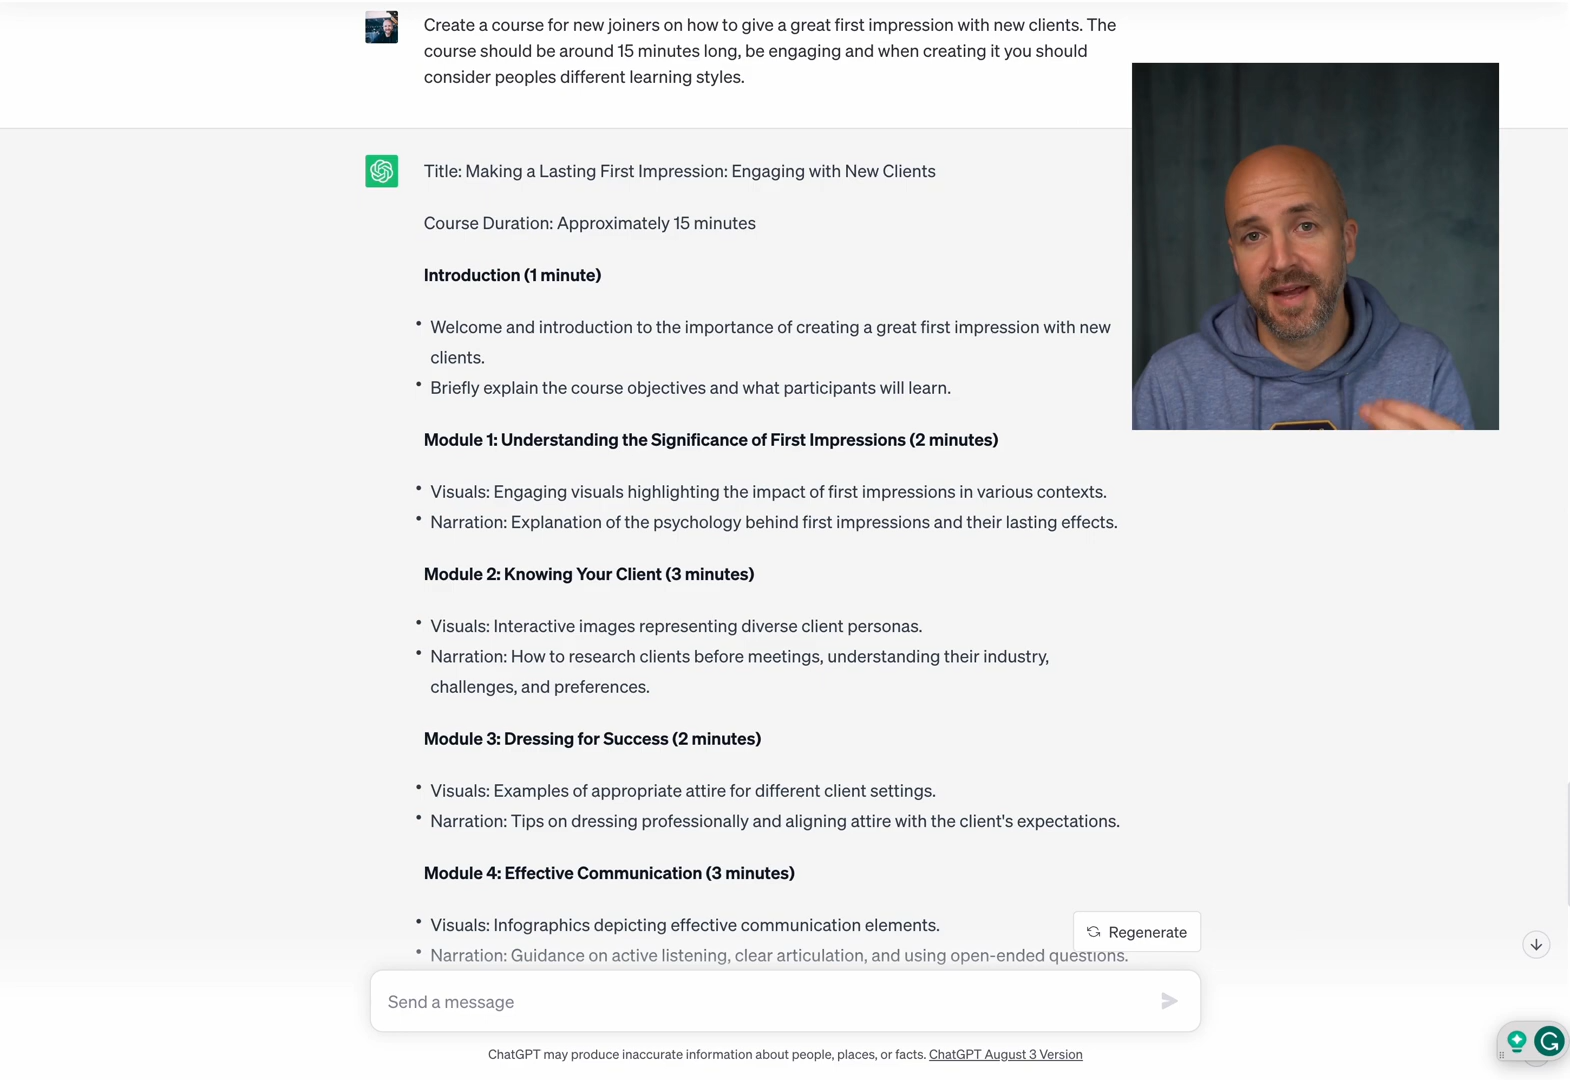 Create a course for new joiners on how to give a great first impression with new clients. The
course should be around 15 minutes long, be engaging and when creating it you should
consider peoples different learning styles.
Title: Making a Lasting First Impression: Engaging with New Clients
Course Duration: Approximately 15 minutes
Introduction (1 minute)
• Welcome and introduction to the importance of creating a great first impression with new
clients.
• Briefly explain the course objectives and what participants will learn.
Module 1: Understanding the Significance of First Impressions (2 minutes)
• Visuals: Engaging visuals highlighting the impact of first impressions in various contexts.
• Narration: Explanation of the psychology behind first impressions and their lasting effects.
Module 2: Knowing Your Client (3 minutes)
• Visuals: Interactive images representing diverse client personas.
• Narration: How to research clients before meetings, understanding their industry,
challenges, and preferences.
Module 3: Dressing for Success (2 minutes)
• Visuals: Examples of appropriate attire for different client settings.
• Narration: Tips on dressing professionally and aligning attire with the client's expectations.
Module 4: Effective Communication (3 minutes)
• Visuals: Infographics depicting effective communication elements.
Regenerate
• Narration: Guidance on active listening, clear articulation, and using open-ended questions.
Send a message
ChatGPT may produce inaccurate information about people, places, or facts. ChatGPT August 3 Version